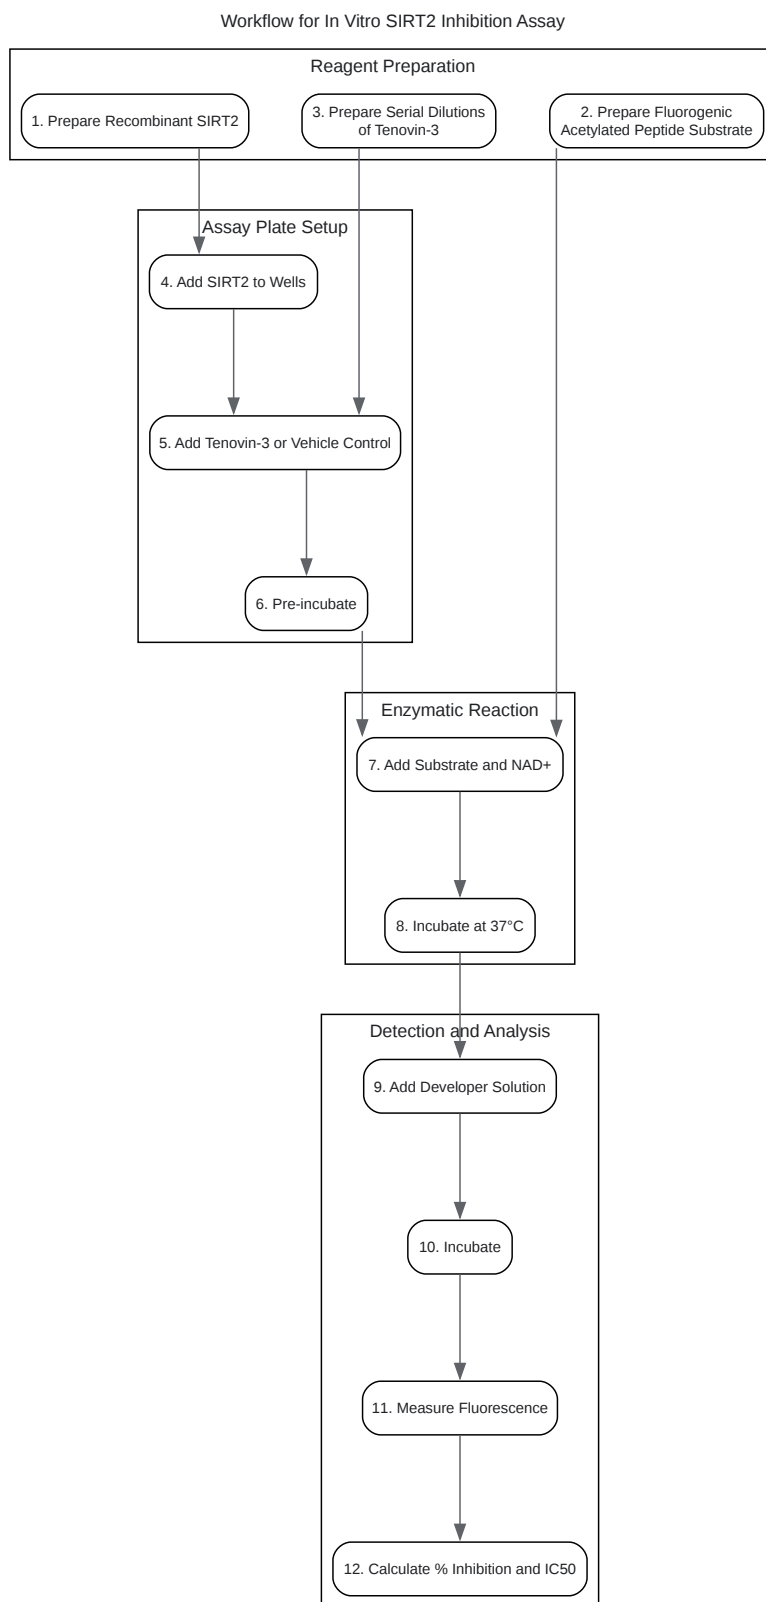 Workflow for In Vitro SIRT2 Inhibition Assay
Reagent Preparation
1. Prepare Recombinant SIRT2
3. Prepare Serial Dilutions
of Tenovin-3
2. Prepare Fluorogenic
Acetylated Peptide Substrate
Assay Plate Setup
4. Add SIRT2 to Wells
5. Add Tenovin-3 or Vehicle Control
6. Pre-incubate
Enzymatic Reaction
7. Add Substrate and NAD+
8. Incubate at 37°C
Detection and Analysis
9. Add Developer Solution
10. Incubate
11. Measure Fluorescence
12. Calculate % Inhibition and IC50